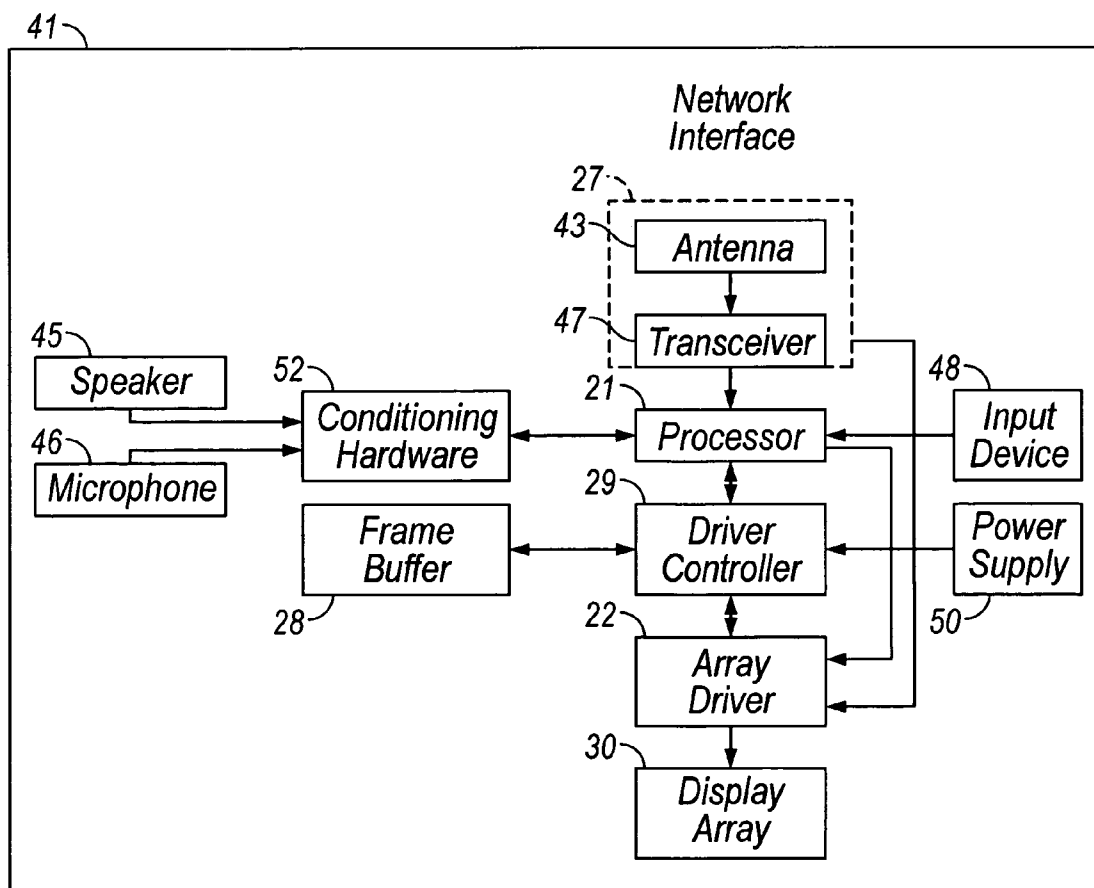 41
Network
Interface
27
43
Antenna
47
Transceiver
45
Speaker
52
Conditioning
Hardware
21
Processor
48
Input
Device
46
Microphone
29
Driver
Controller
Frame
Buffer
28
Power
Supply
50
22
Array
Driver
30
Display
Array